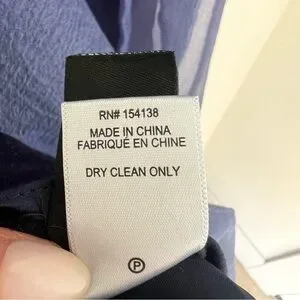 RN# 154138
MADE IN CHINA
FABRIQUÉ EN CHINE
DRY CLEAN ONLY
P